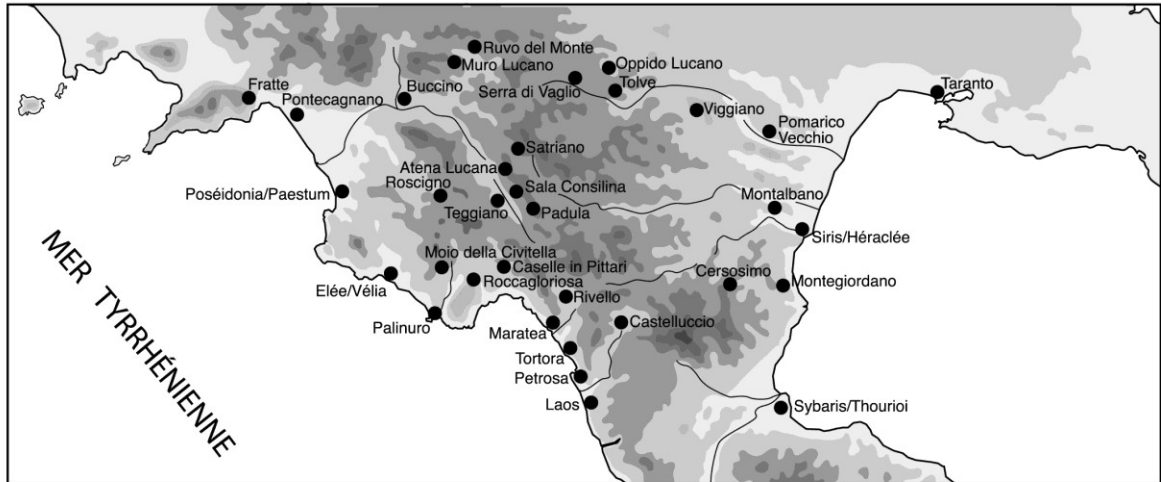 Ruvo del Monte
Muro Lucano
Oppido Lucano
Serra di Vaglio
Tolve
Taranto
Fratte
Buccino
Pontecagnano
Viggiano
Pomarico
Vecchio
Satriano
Atena Lucana
Roscigno
Sala Consilina
Poséidonia/Paestum
Teggiano
Padula
Montalbano
Siris/Héraclée
Moio della Civitella
Caselle in Pittari
Cersosimo
Roccagloriosa
Montegiordano
Elée/Vélia
Rivello
Palinuro
Maratea
Castelluccio
Tortora
Petrosa
Laos
Sybaris/Thourioi
MER TYRRHÉNIENNE